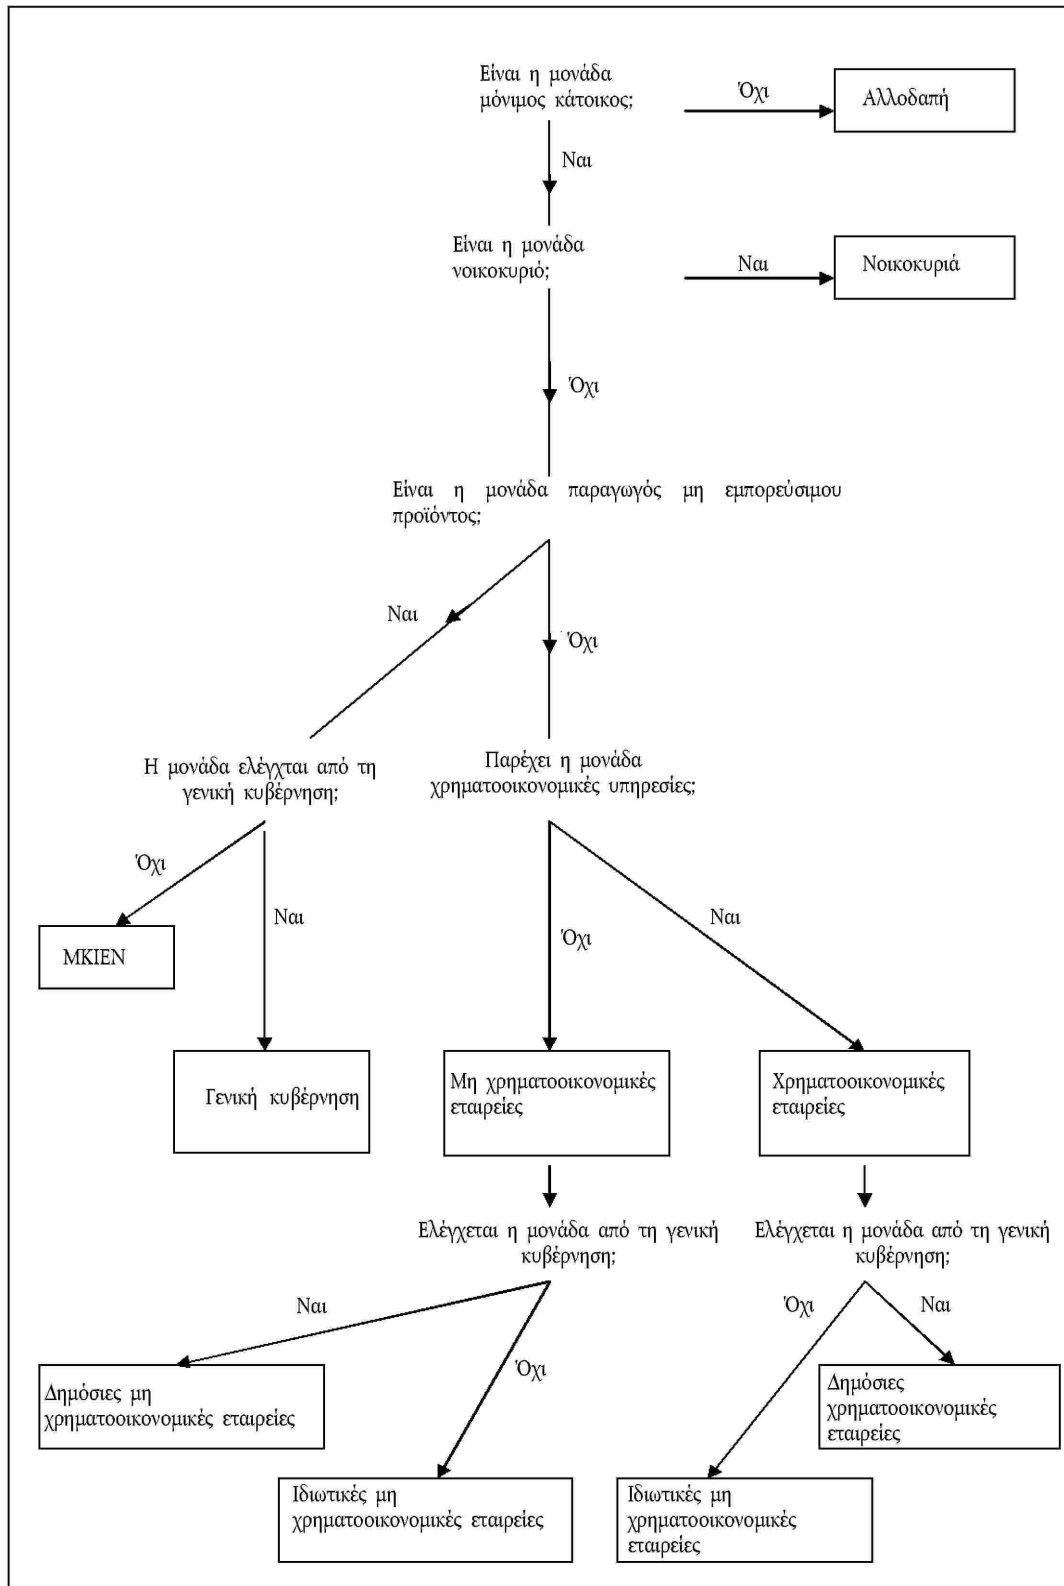 Είναι η μονάδα
μόνιμος κάτοικος;
Όχι
Αλλοδαπή
Ναι
Είναι η μονάδα
νοικοκυριό;
Ναι
Νοικοκυριά
Όχι
Είναι η μονάδα παραγωγός μη εμπορεύσιμου
προϊόντος;
Ναι
Όχι
Η μονάδα ελέγχται από τη
γενική κυβέρνηση;
Παρέχει η μονάδα
χρηματοοικονομικές υπηρεσίες;
Όχι
Ναι
Όχι
Ναι
ΜΚΙΕΝ
Γενική κυβέρνηση
Μη χρηματοοικονομικές
εταιρείες
Χρηματοοικονομικές
εταιρείες
Ελέγχεται η μονάδα από τη γενική
κυβέρνηση;
Ελέγχεται η μονάδα από τη γενική
κυβέρνηση;
Ναι
Όχι
Όχι
Ναι
Δημόσιες μη
χρηματοοικονομικές εταιρείες
Δημόσιες
χρηματοοικονομικές
εταιρείες
Ιδιωτικές μη
χρηματοοικονομικές εταιρείες
Ιδιωτικές μη
χρηματοοικονομικές
εταιρείες